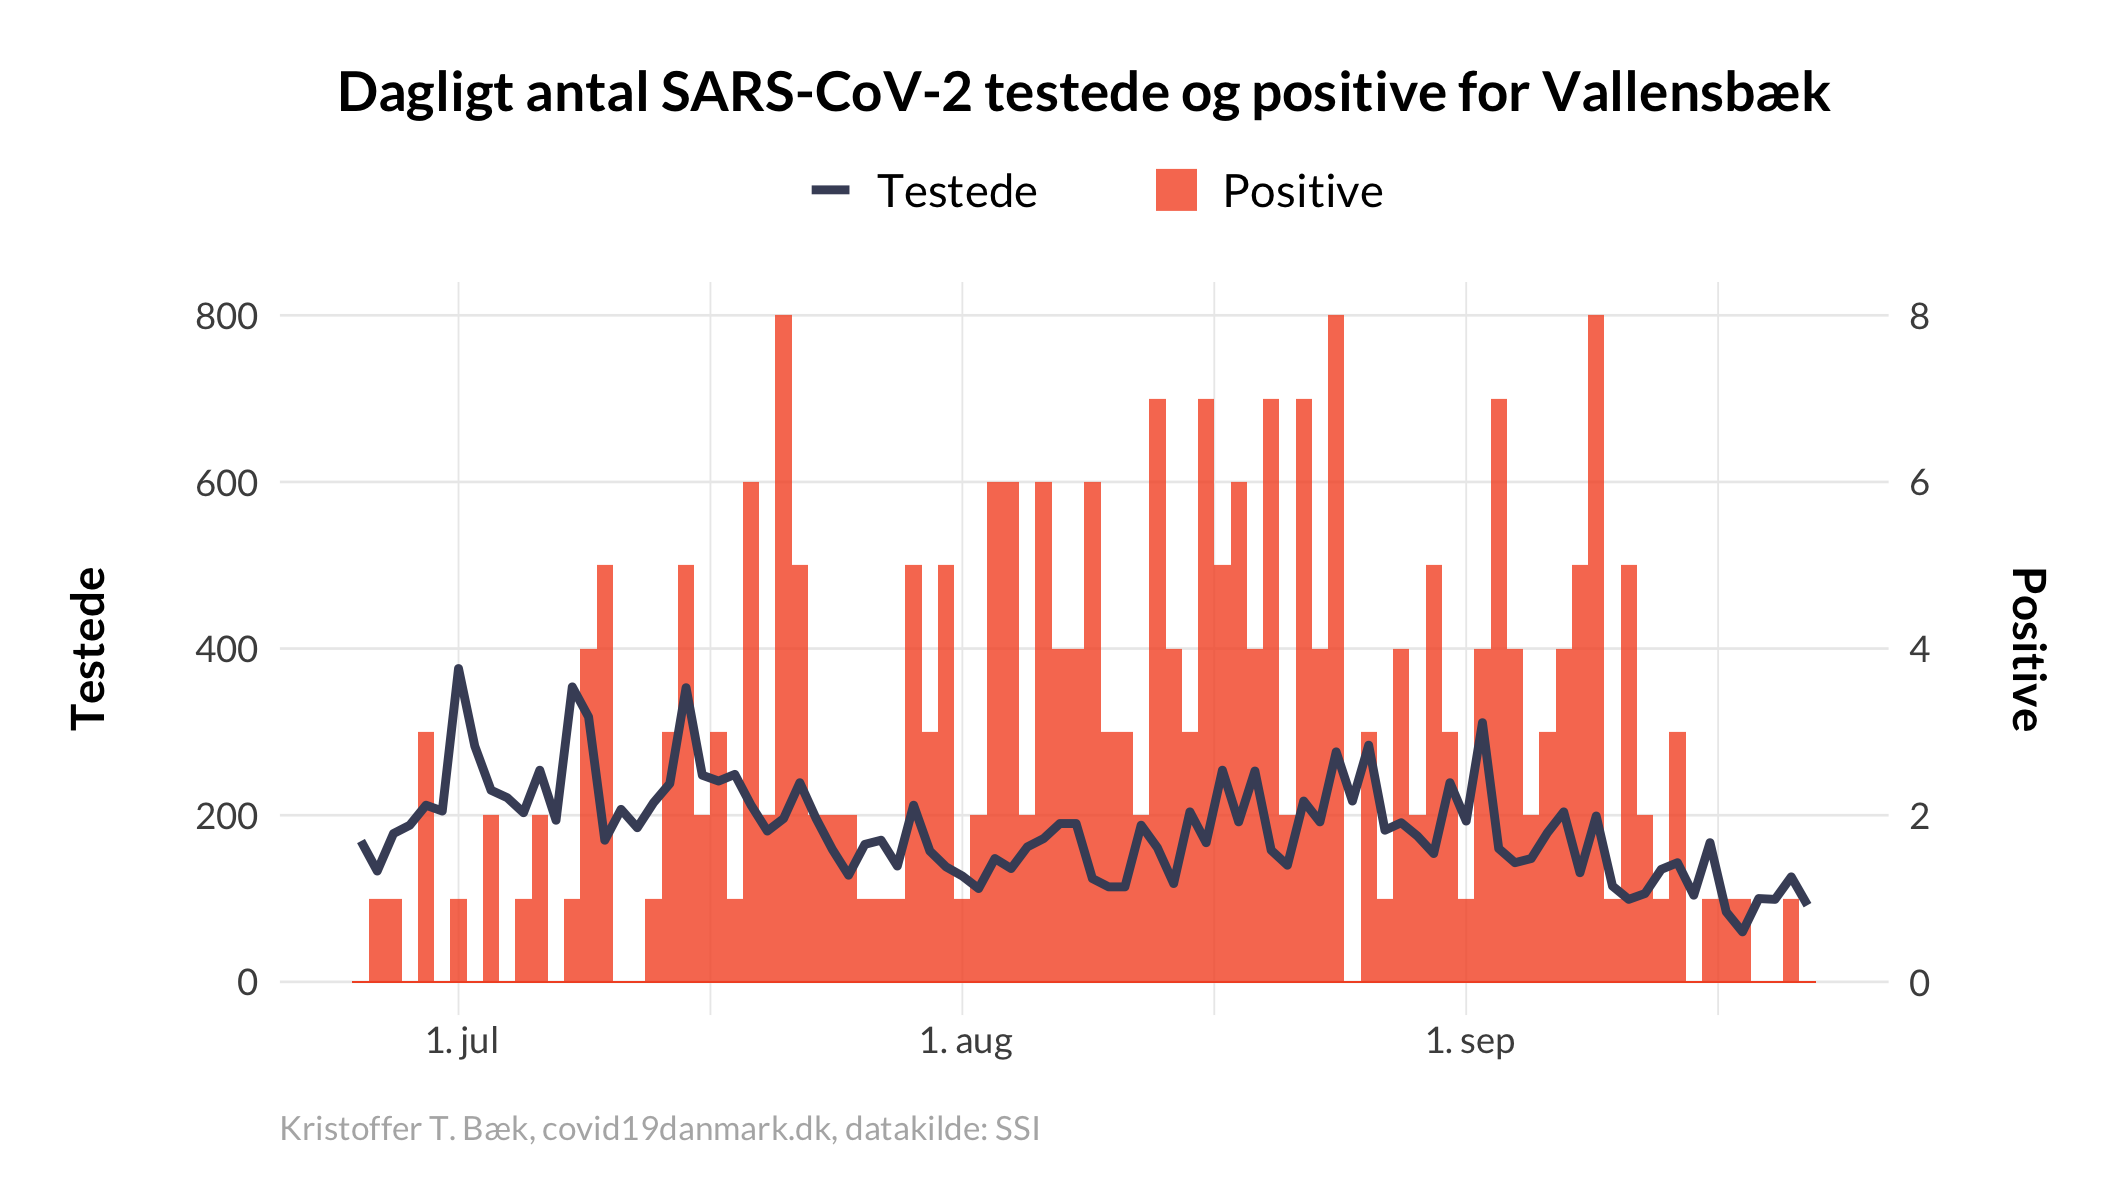 Dagligt antal SARS-CoV-2 testede og positive for Vallensbæk
Testede
Positive
800
600
400
200
0
8
6
4
2
0
Testede
Positive
1. jul
1. aug
1. sep
Kristoffer T. Bæk, covid19danmark.dk, datakilde: SSI